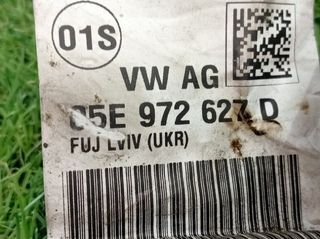 01S
VW AG
05E 972 627 D
FUJ LVIV (UKR)